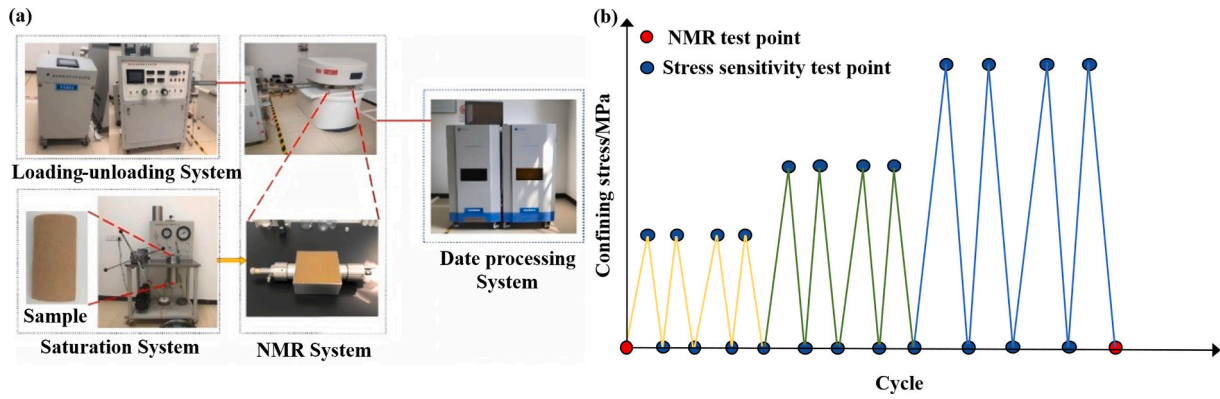 (a)
Loading-unloading System
Sample
Saturation System
NMR System
Date processing
System
(b)
NMR test point
Stress sensitivity test point
Confining stress/MPa
Cycle